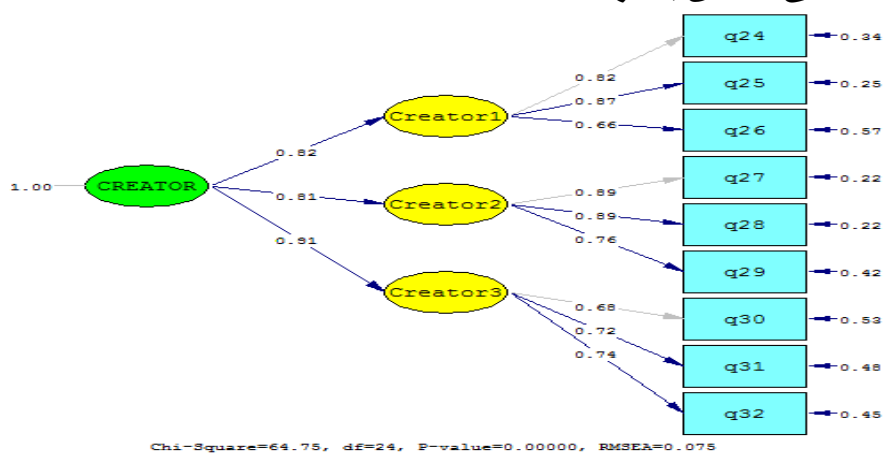 q24
0.34
0.82
q25
0.25
0.87
Creator1
q26
0.57
0.66
0.82
q27
0.22
0.89
1.00
CREATOR
0.81
Creator2
0.89
q28
0.22
0.76
q29
0.42
0.91
Creator3
0.68
q30
0.53
0.72
q31
0.48
0.74
q32
0.45
Chi-Square=64.75, df=24, P-value=0.00000, RMSEA=0.075